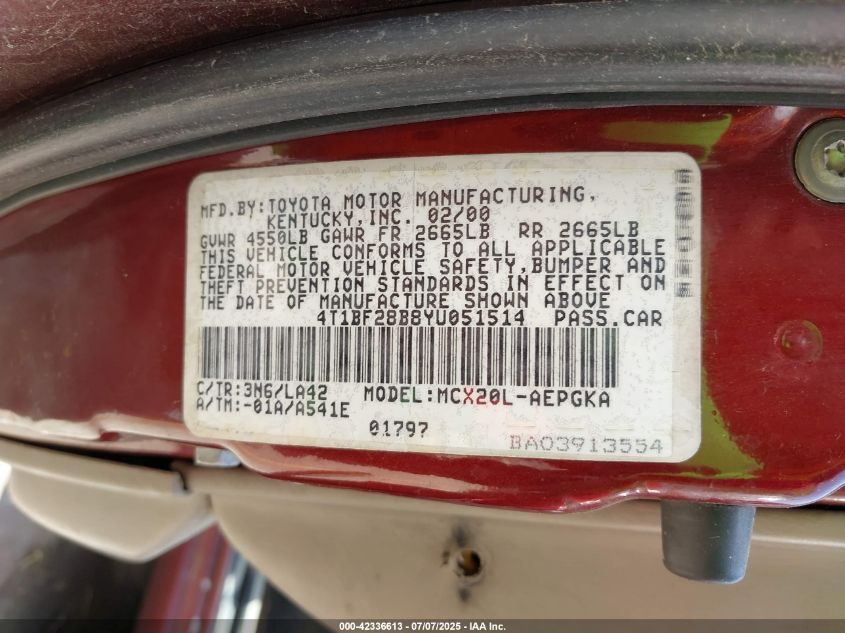 MFD.BY:TOYOTA MOTOR MANUFACTURING,
KENTUCKY,INC. 02/00
GVWR 4550LB GAWR FR 2665LB RR 2665LB
THIS VEHICLE CONFORMS TO ALL APPLICABLE
FEDERAL MOTOR VEHICLE SAFETY,BUMPER AND
THEFT PREVENTION STANDARDS IN EFFECT ON
THE DATE OF MANUFACTURE SHOWN ABOVE
4T1BF28B8YU051514 PASS.CAR
C/TR:3N6/LA42 MODEL:MCX20L-AEPGKA
A/TM:-01A/A541E
01797
BA03913554
000-42336613 - 07/07/2025 - IAA Inc.